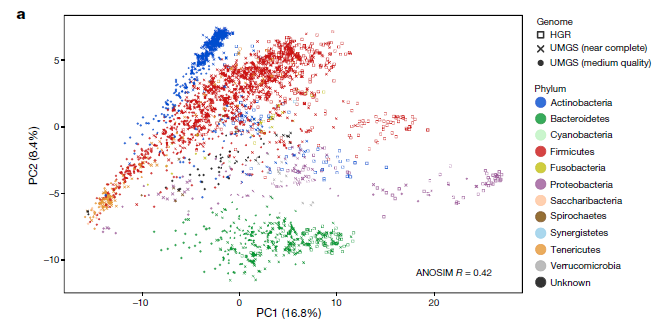 a
Genome
HGR
UMGS (near complete)
UMGS (medium quality)
Phylum
Actinobacteria
Bacteroidetes
Cyanobacteria
Firmicutes
Fusobacteria
Proteobacteria
Saccharibacteria
Spirochaetes
Synergistetes
Tenericutes
Verrucomicrobia
Unknown
PC2 (8.4%)
5
0
−5
−10
ANOSIM R = 0.42
−10
0
10
20
PC1 (16.8%)